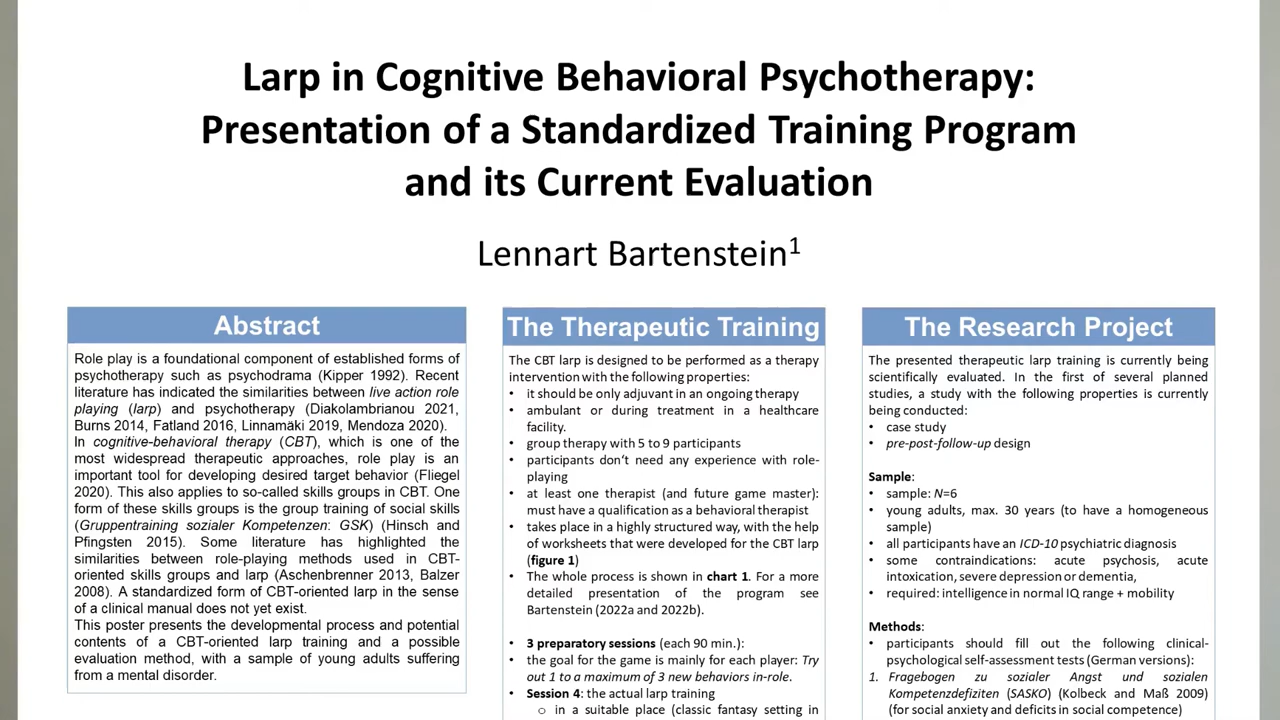 Larp in Cognitive Behavioral Psychotherapy:
Presentation of a Standardized Training Program
and its Current Evaluation
Lennart Bartenstein1
Abstract
Role play is a foundational component of established forms of
psychotherapy such as psychodrama (Kipper 1992). Recent
literature has indicated the similarities between live action role
playing (larp) and psychotherapy (Diakolambrianou 2021,
Burns 2014, Fatland 2016, Linnamäki 2019, Mendoza 2020).
In cognitive-behavioral therapy (CBT), which is one of the
most widespread therapeutic approaches, role play is an
important tool for developing desired target behavior (Fliegel
2020). This also applies to so-called skills groups in CBT. One
form of these skills groups is the group training of social skills
(Gruppentraining sozialer Kompetenzen: GSK) (Hinsch and
Pfingsten 2015). Some literature has highlighted the
similarities between role-playing methods used in CBT-
oriented skills groups and larp (Aschenbrenner 2013, Balzer
2008). A standardized form of CBT-oriented larp in the sense
of a clinical manual does not yet exist.
This poster presents the developmental process and potential
contents of a CBT-oriented larp training and a possible
evaluation method, with a sample of young adults suffering
from a mental disorder.
The Therapeutic Training
The CBT larp is designed to be performed as a therapy
intervention with the following properties:
• it should be only adjuvant in an ongoing therapy
• ambulant or during treatment in a healthcare
facility.
• group therapy with 5 to 9 participants
• participants don't need any experience with role-
playing
• at least one therapist (and future game master):
must have a qualification as a behavioral therapist
• takes place in a highly structured way, with the help
of worksheets that were developed for the CBT larp
(figure 1)
• The whole process is shown in chart 1. For a more
detailed presentation of the program see
Bartenstein (2022a and 2022b).
• 3 preparatory sessions (each 90 min.):
• the goal for the game is mainly for each player: Try
out 1 to a maximum of 3 new behaviors in-role.
• Session 4: the actual larp training
o in a suitable place (classic fantasy setting in
The Research Project
The presented therapeutic larp training is currently being
scientifically evaluated. In the first of several planned
studies, a study with the following properties is currently
being conducted:
• case study
• pre-post-follow-up design
Sample:
• sample: N=6
• young adults, max. 30 years (to have a homogeneous
sample)
• all participants have an ICD-10 psychiatric diagnosis
• some contraindications: acute psychosis, acute
intoxication, severe depression or dementia,
• required: intelligence in normal IQ range + mobility
Methods:
• participants should fill out the following clinical-
psychological self-assessment tests (German versions):
1. Fragebogen zu sozialer Angst und sozialen
Kompetenzdefiziten (SASKO) (Kolbeck and Maß 2009)
(for social anxiety and deficits in social competence)